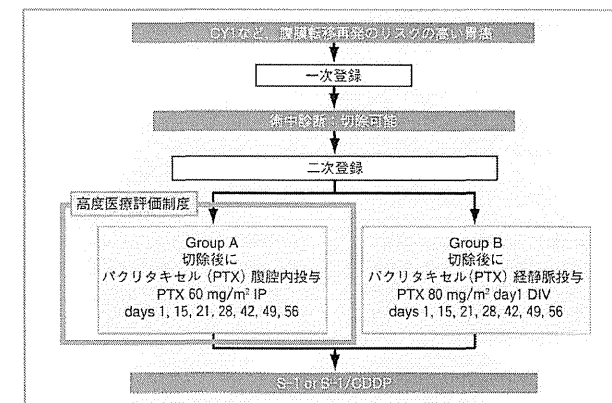 CY1など、腹膜転移再発のリスクの高い胃癌
一次登録
術中診断：切除可能
二次登録
高度医療評価制度
Group A
切除後に
パクリタキセル（PTX）腹腔内投与
PTX 60 mg/m² IP
days 1, 15, 21, 28, 42, 49, 56
Group B
切除後に
パクリタキセル（PTX）経静脈投与
PTX 80 mg/m² day1 DIV
days 1, 15, 21, 28, 42, 49, 56
S-1 or S-1/CDDP